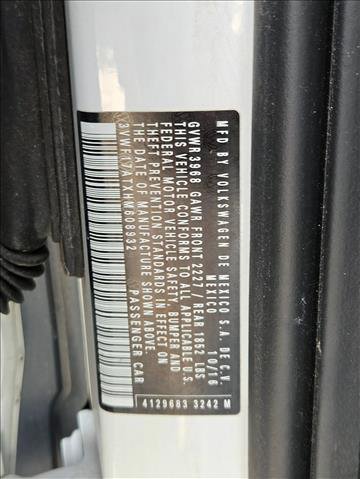 MFD BY VOLKSWAGEN DE MEXICO S.A. DE C.V.
MEXICO 10/16
GVWR 3968 GAWR FRONT 2227 / REAR 1852 LBS
THIS VEHICLE CONFORMS TO ALL APPLICABLE U.S.
FEDERAL MOTOR VEHICLE SAFETY, BUMPER AND
THEFT PREVENTION STANDARDS IN EFFECT ON
THE DATE OF MANUFACTURE SHOWN ABOVE.
PASSENGER CAR
4129683 3242 M